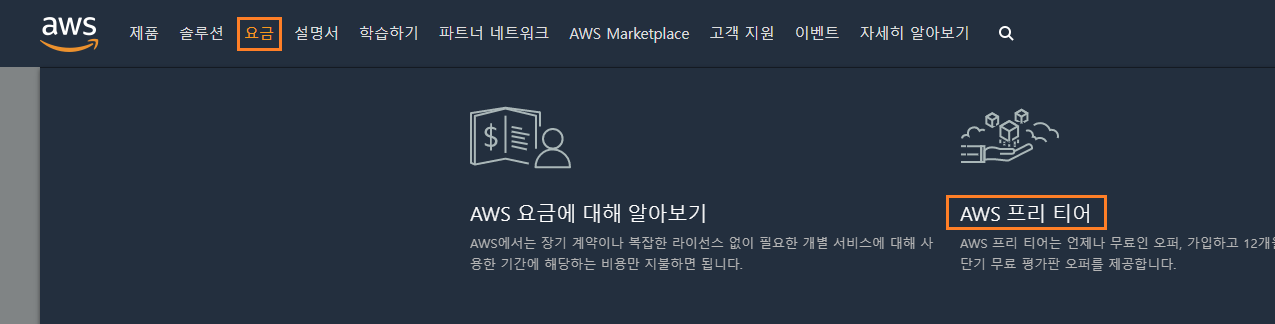 aws 제품 솔루션 요금 설명서 학습하기 파트너 네트워크 AWS Marketplace 고객 지원 이벤트 자세히 알아보기
$
AWS 요금에 대해 알아보기
AWS에서는 장기 계약이나 복잡한 라이선스 없이 필요한 개별 서비스에 대해 사
용한 기간에 해당하는 비용만 지불하면 됩니다.
AWS 프리 티어
AWS 프리 티어는 언제나 무료인 오퍼, 가입하고 12개
단기 무료 평가판 오퍼를 제공합니다.